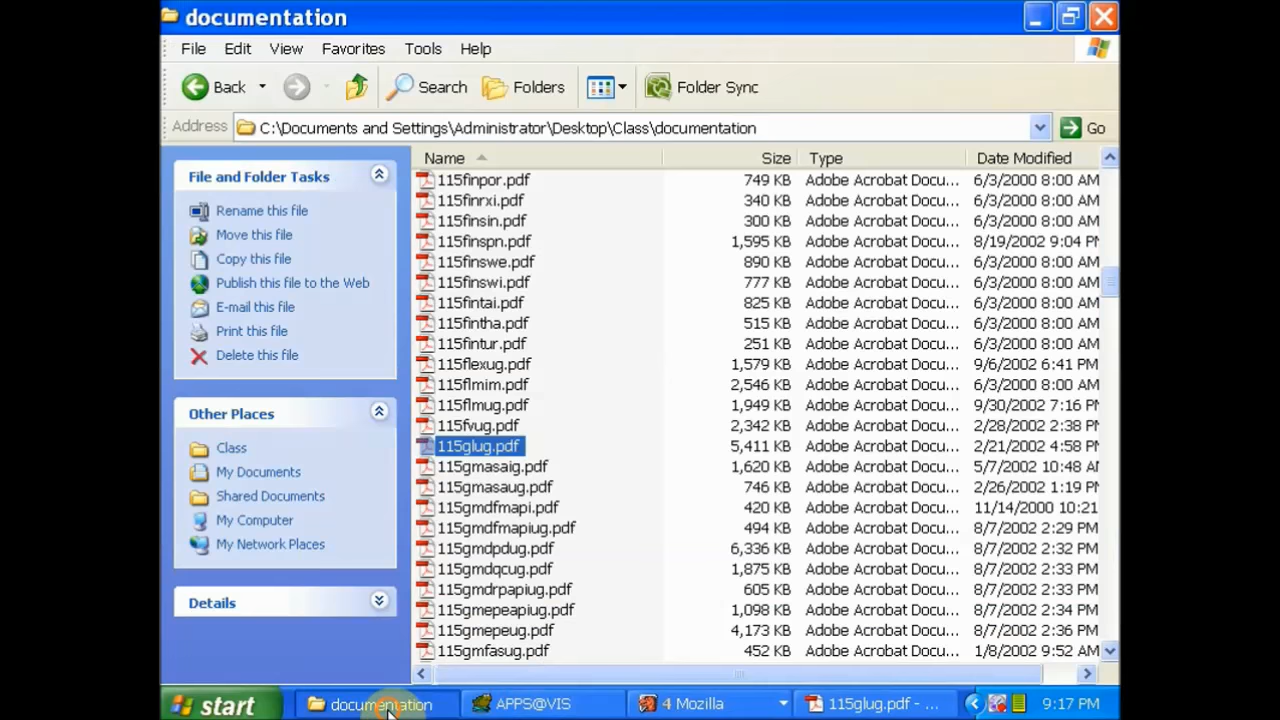 documentation
File Edit View Favorites Tools Help
Back Search Folders Folder Sync
Address C:\Documents and Settings\Administrator\Desktop\Class\documentation Go
File and Folder Tasks
Rename this file
Move this file
Copy this file
Publish this file to the Web
E-mail this file
Print this file
Delete this file
Other Places
Class
My Documents
Shared Documents
My Computer
My Network Places
Details
Name Size Type Date Modified
115finpor.pdf 749 KB Adobe Acrobat Docu... 6/3/2000 8:00 AM
115finrxi.pdf 340 KB Adobe Acrobat Docu... 6/3/2000 8:00 AM
115finsin.pdf 300 KB Adobe Acrobat Docu... 6/3/2000 8:00 AM
115finspn.pdf 1,595 KB Adobe Acrobat Docu... 8/19/2002 9:04 PM
115finswe.pdf 890 KB Adobe Acrobat Docu... 6/3/2000 8:00 AM
115finswi.pdf 777 KB Adobe Acrobat Docu... 6/3/2000 8:00 AM
115fintai.pdf 825 KB Adobe Acrobat Docu... 6/3/2000 8:00 AM
115fintha.pdf 515 KB Adobe Acrobat Docu... 6/3/2000 8:00 AM
115fintur.pdf 251 KB Adobe Acrobat Docu... 6/3/2000 8:00 AM
115flexug.pdf 1,579 KB Adobe Acrobat Docu... 9/6/2002 6:41 PM
115flmim.pdf 2,546 KB Adobe Acrobat Docu... 6/3/2000 8:00 AM
115flmug.pdf 1,949 KB Adobe Acrobat Docu... 9/30/2002 7:16 PM
115fvug.pdf 2,342 KB Adobe Acrobat Docu... 2/28/2002 2:38 PM
115glug.pdf 5,411 KB Adobe Acrobat Docu... 2/21/2002 4:58 PM
115gmasaig.pdf 1,620 KB Adobe Acrobat Docu... 5/7/2002 10:48 AM
115gmasaug.pdf 746 KB Adobe Acrobat Docu... 2/26/2002 1:19 PM
115gmdfmapi.pdf 420 KB Adobe Acrobat Docu... 11/14/2000 10:21
115gmdfmapiug.pdf 494 KB Adobe Acrobat Docu... 8/7/2002 2:29 PM
115gmdpdug.pdf 6,336 KB Adobe Acrobat Docu... 8/7/2002 2:32 PM
115gmdqcug.pdf 1,875 KB Adobe Acrobat Docu... 8/7/2002 2:33 PM
115gmdrpapiug.pdf 605 KB Adobe Acrobat Docu... 8/7/2002 2:33 PM
115gmepeapiug.pdf 1,098 KB Adobe Acrobat Docu... 8/7/2002 2:34 PM
115gmepeug.pdf 4,173 KB Adobe Acrobat Docu... 8/7/2002 2:36 PM
115gmfasug.pdf 452 KB Adobe Acrobat Docu... 1/8/2002 9:52 AM
start documentation APPS@VIS 4 Mozilla 115glug.pdf - ... 9:17 PM